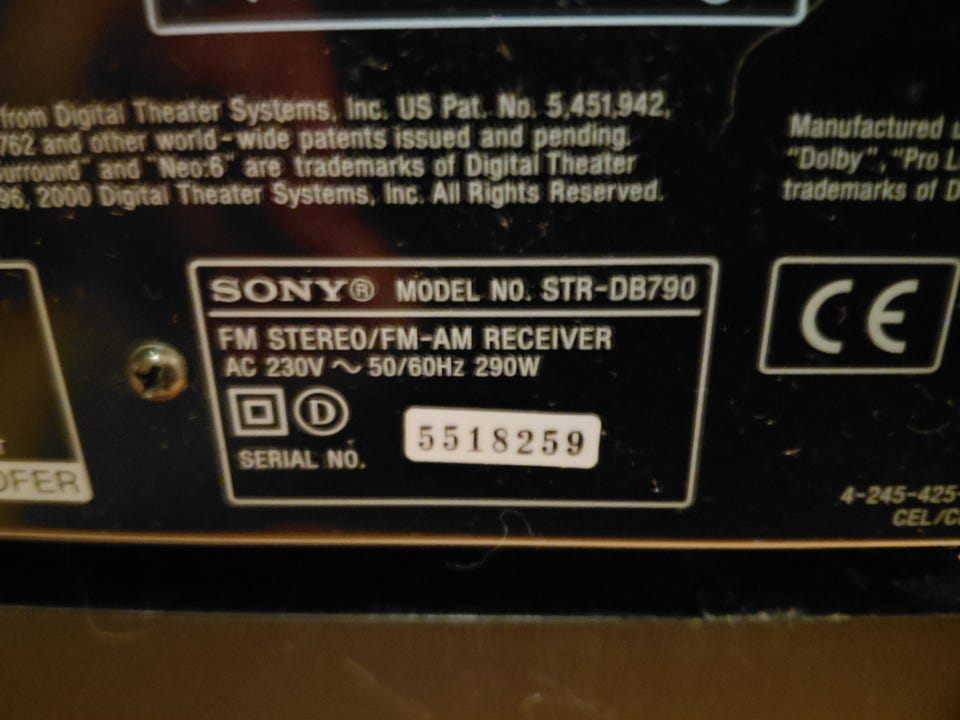 from Digital Theater Systems, Inc. US Pat. No. 5,451,942,
762 and other world-wide patents issued and pending.
Surround" and "Neo:6" are trademarks of Digital Theater
96, 2000 Digital Theater Systems, Inc. All Rights Reserved.
Manufactured
"Dolby", "Pro L
trademarks of D
SONY® MODEL NO. STR-DB790
FM STEREO/FM-AM RECEIVER
AC 230V ~ 50/60Hz 290W
D
SERIAL NO. 5518259
CE
OFER
4-245-425-
CEL/C